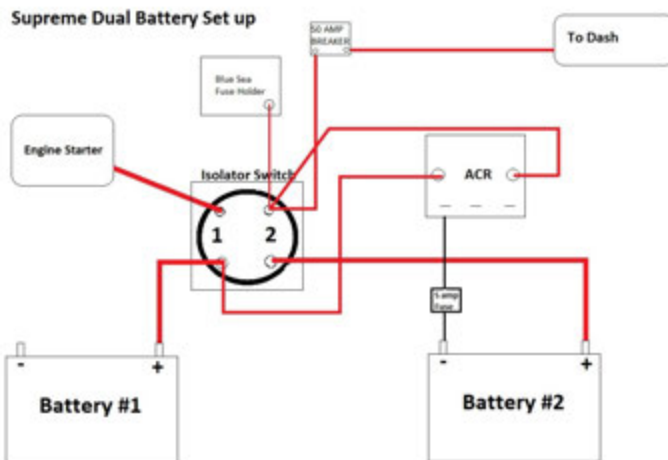 Supreme Dual Battery Set up
50 AMP
BREAKER
To Dash
Blue Sea
Fuse Holder
Engine Starter
Isolator Switch
ACR
1
2
5 amp
Fuse
-
+
-
+
Battery #1
Battery #2